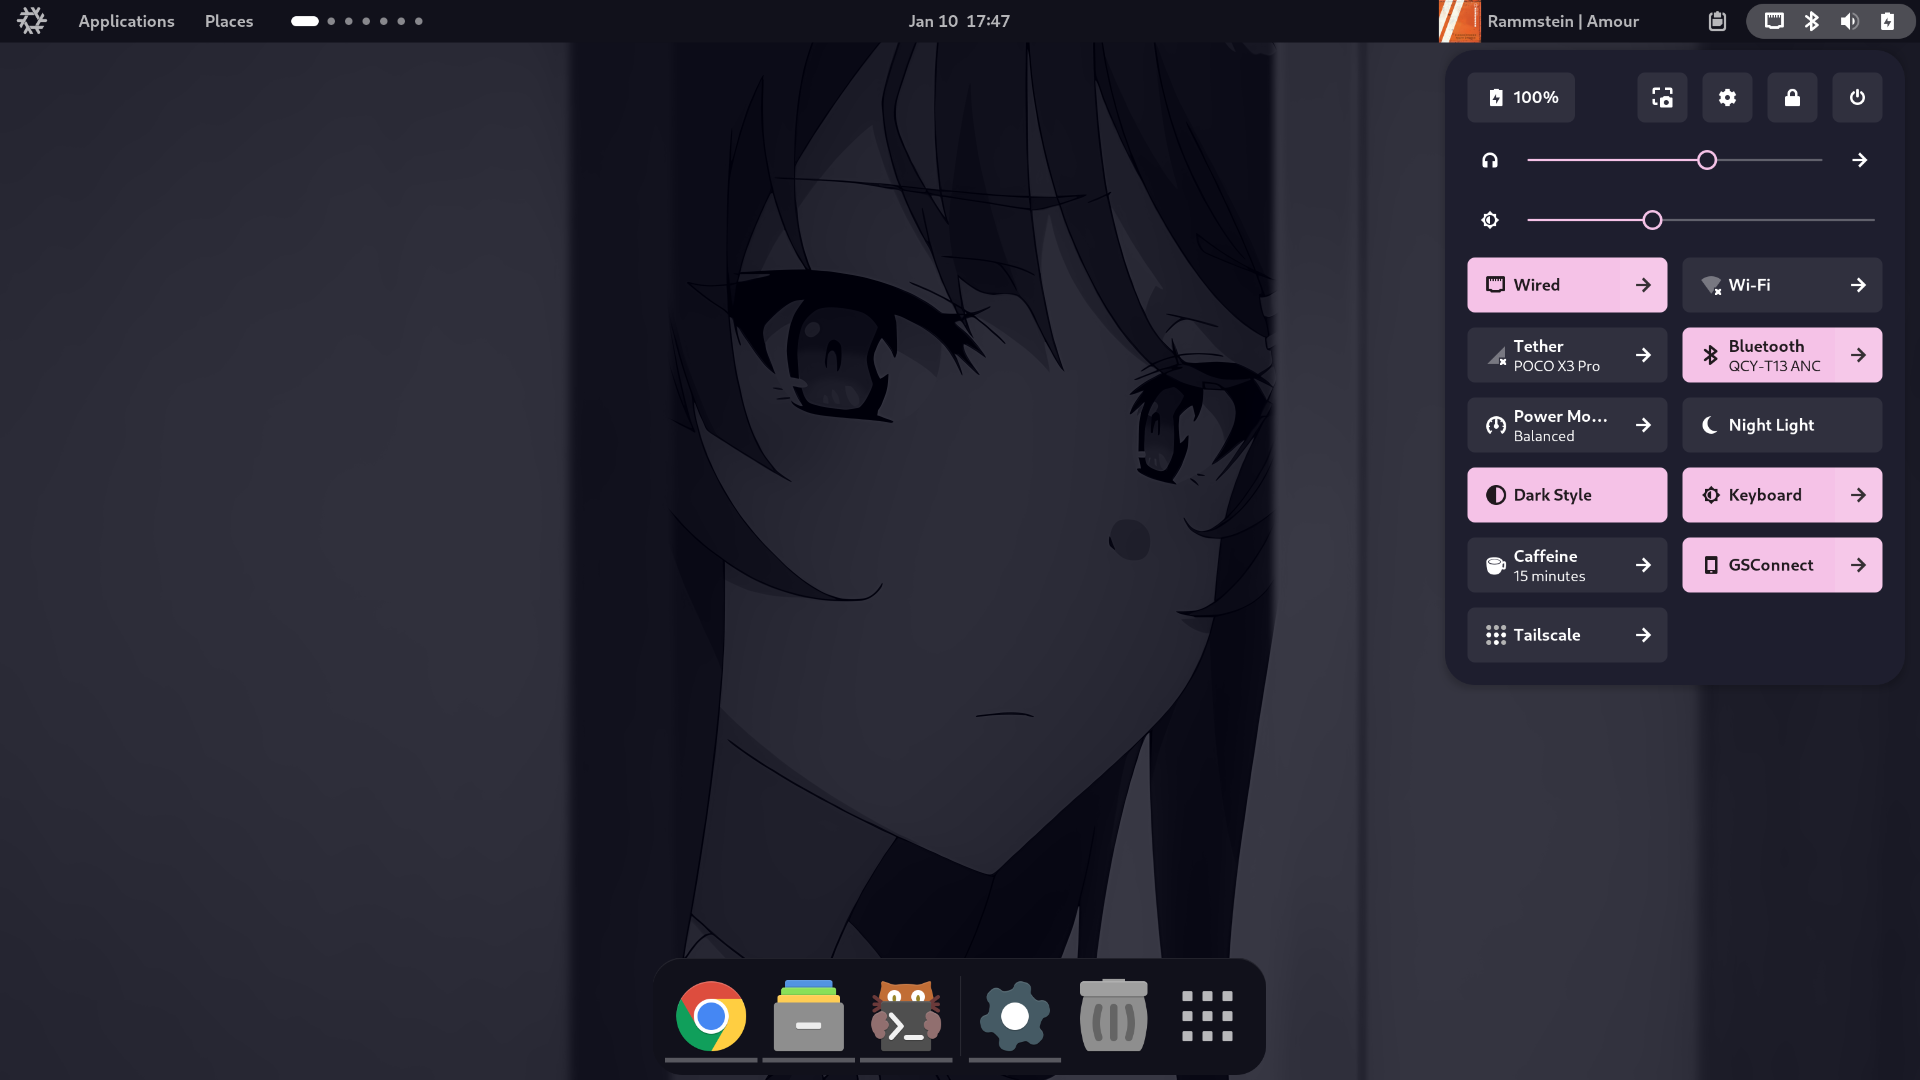 Applications Places
Jan 10 17:47
Rammstein | Amour
100%
Wired
Wi-Fi
Tether
POCO X3 Pro
Bluetooth
QCY-T13 ANC
Power Mo...
Balanced
Night Light
Dark Style
Keyboard
Caffeine
15 minutes
GSConnect
Tailscale